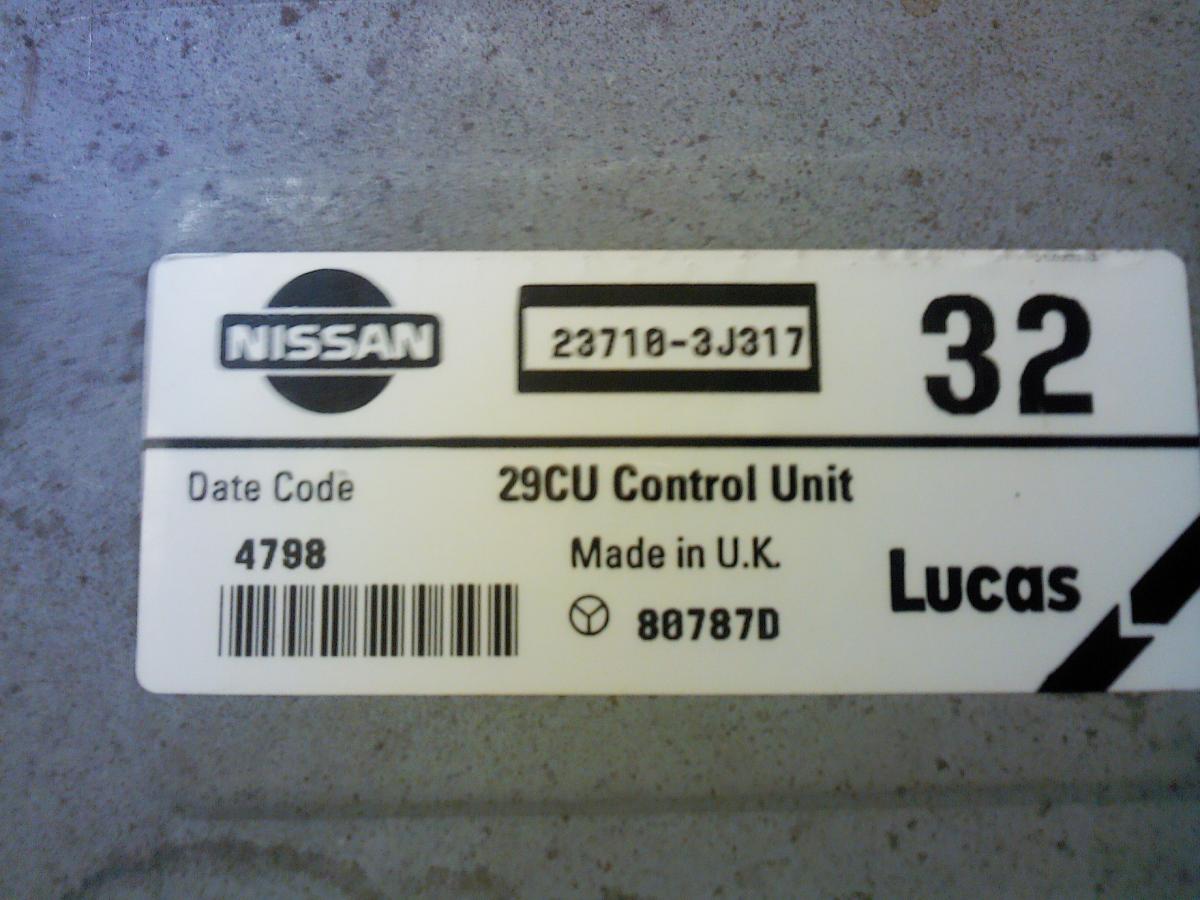 NISSAN
23710-3J317
32
Date Code
29CU Control Unit
4798
Made in U.K.
80787D
Lucas